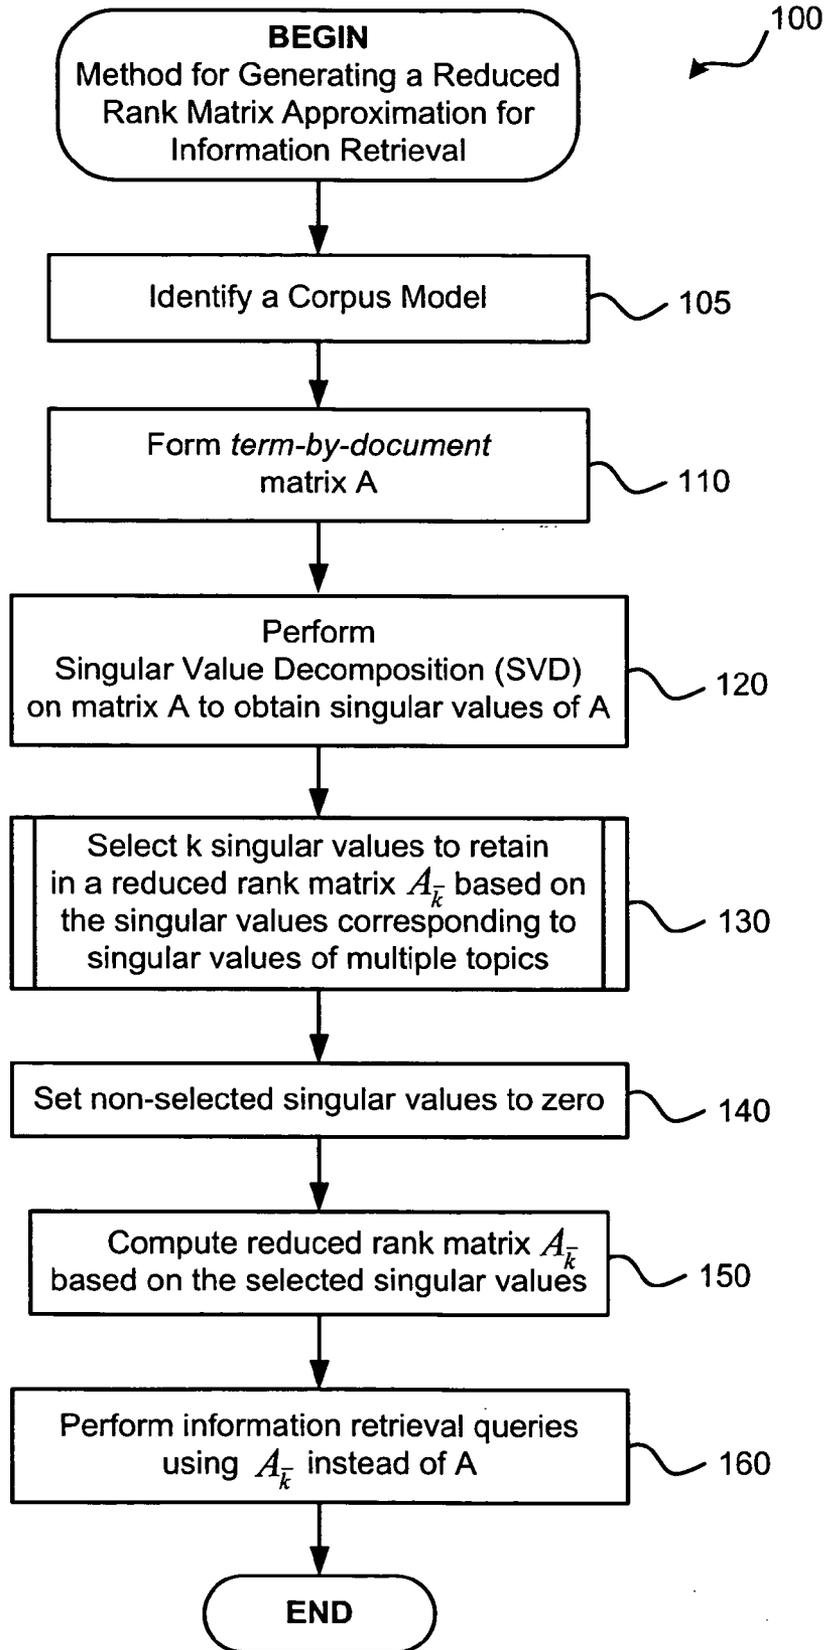 100
BEGIN
Method for Generating a Reduced
Rank Matrix Approximation for
Information Retrieval
Identify a Corpus Model
105
Form term-by-document
matrix A
110
Perform
Singular Value Decomposition (SVD)
on matrix A to obtain singular values of A
120
Select k singular values to retain
in a reduced rank matrix A_k̄ based on
the singular values corresponding to
singular values of multiple topics
130
Set non-selected singular values to zero
140
Compute reduced rank matrix A_k̄
based on the selected singular values
150
Perform information retrieval queries
using A_k̄ instead of A
160
END